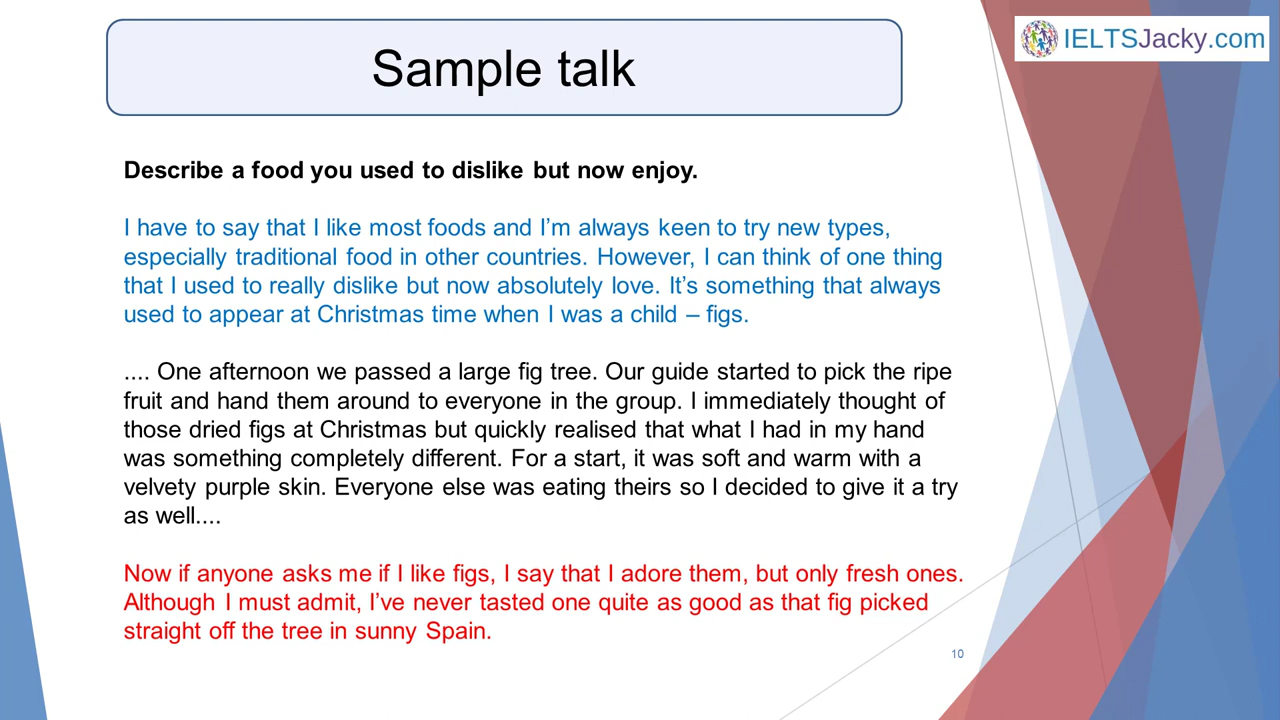 IELTSJacky.com
Sample talk
Describe a food you used to dislike but now enjoy.
I have to say that I like most foods and I’m always keen to try new types,
especially traditional food in other countries. However, I can think of one thing
that I used to really dislike but now absolutely love. It’s something that always
used to appear at Christmas time when I was a child – figs.
.... One afternoon we passed a large fig tree. Our guide started to pick the ripe
fruit and hand them around to everyone in the group. I immediately thought of
those dried figs at Christmas but quickly realised that what I had in my hand
was something completely different. For a start, it was soft and warm with a
velvety purple skin. Everyone else was eating theirs so I decided to give it a try
as well....
Now if anyone asks me if I like figs, I say that I adore them, but only fresh ones.
Although I must admit, I’ve never tasted one quite as good as that fig picked
straight off the tree in sunny Spain.
10